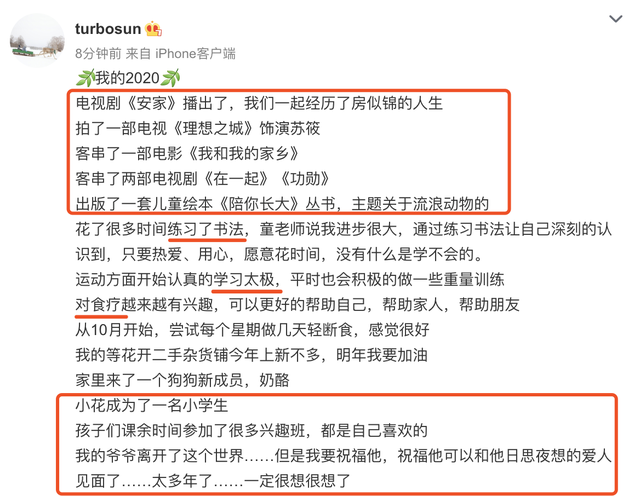 turbosun
8分钟前 来自 iPhone客户端
🌿我的2020🌿
电视剧《安家》播出了，我们一起经历了房似锦的人生
拍了一部电视《理想之城》饰演苏筱
客串了一部电影《我和我的家乡》
客串了两部电视剧《在一起》《功勋》
出版了一套儿童绘本《陪你长大》丛书，主题关于流浪动物的
花了很多时间练习了书法，童老师说我进步很大，通过练习书法让自己深刻的认
识到，只要热爱、用心，愿意花时间，没有什么是学不会的。
运动方面开始认真的学习太极，平时也会积极的做一些重量训练
对食疗越来越有兴趣，可以更好的帮助自己，帮助家人，帮助朋友
从10月开始，尝试每个星期做几天轻断食，感觉很好
我的等花开二手杂货铺今年上新不多，明年我要加油
家里来了一个狗狗新成员，奶酪
小花成为了一名小学生
孩子们课余时间参加了很多兴趣班，都是自己喜欢的
我的爷爷离开了这个世界……但是我要祝福他，祝福他可以和他日思夜想的爱人
见面了……太多年了……一定很想很想了